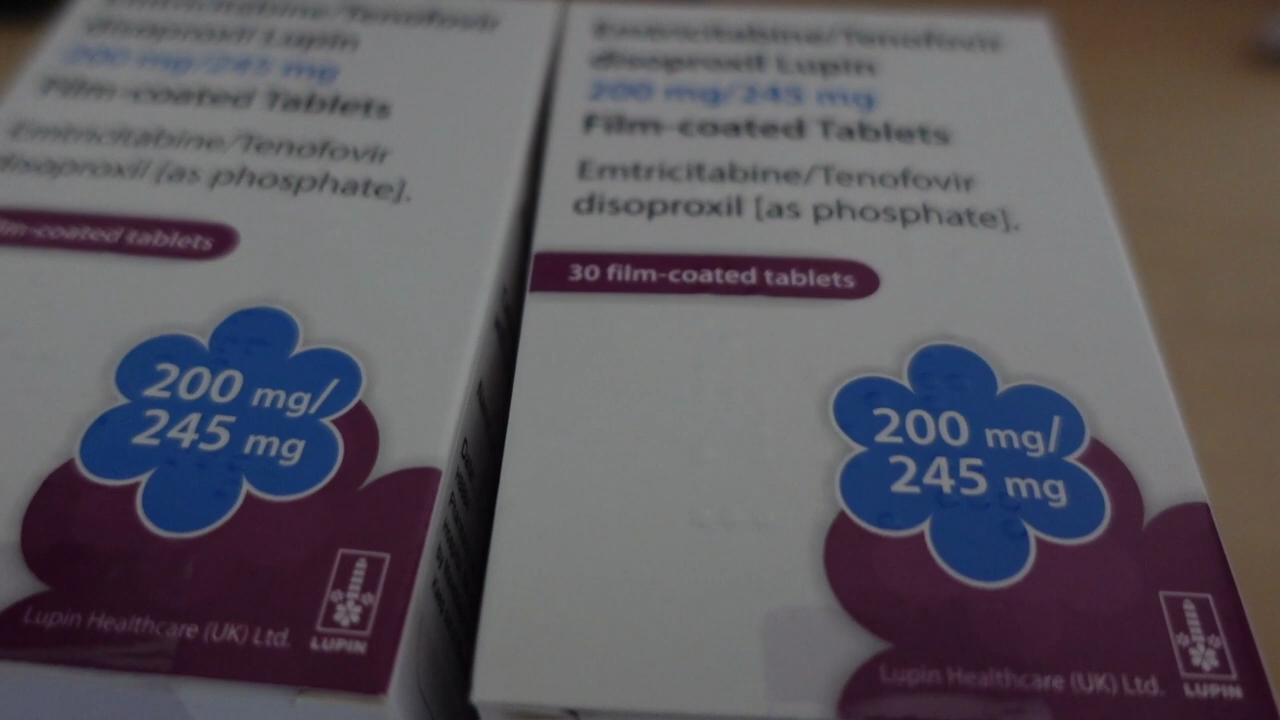 Emtricitabine/Tenofovir
disoproxil Lupin
200 mg/245 mg
Film-coated Tablets
Emtricitabine/Tenofovir
disoproxil [as phosphate].
film-coated tablets
200 mg/
245 mg
Lupin Healthcare (UK) Ltd.
LUPIN
Emtricitabine/Tenofovir
disoproxil Lupin
200 mg/245 mg
Film-coated Tablets
Emtricitabine/Tenofovir
disoproxil [as phosphate].
30 film-coated tablets
200 mg/
245 mg
Lupin Healthcare (UK) Ltd.
LUPIN